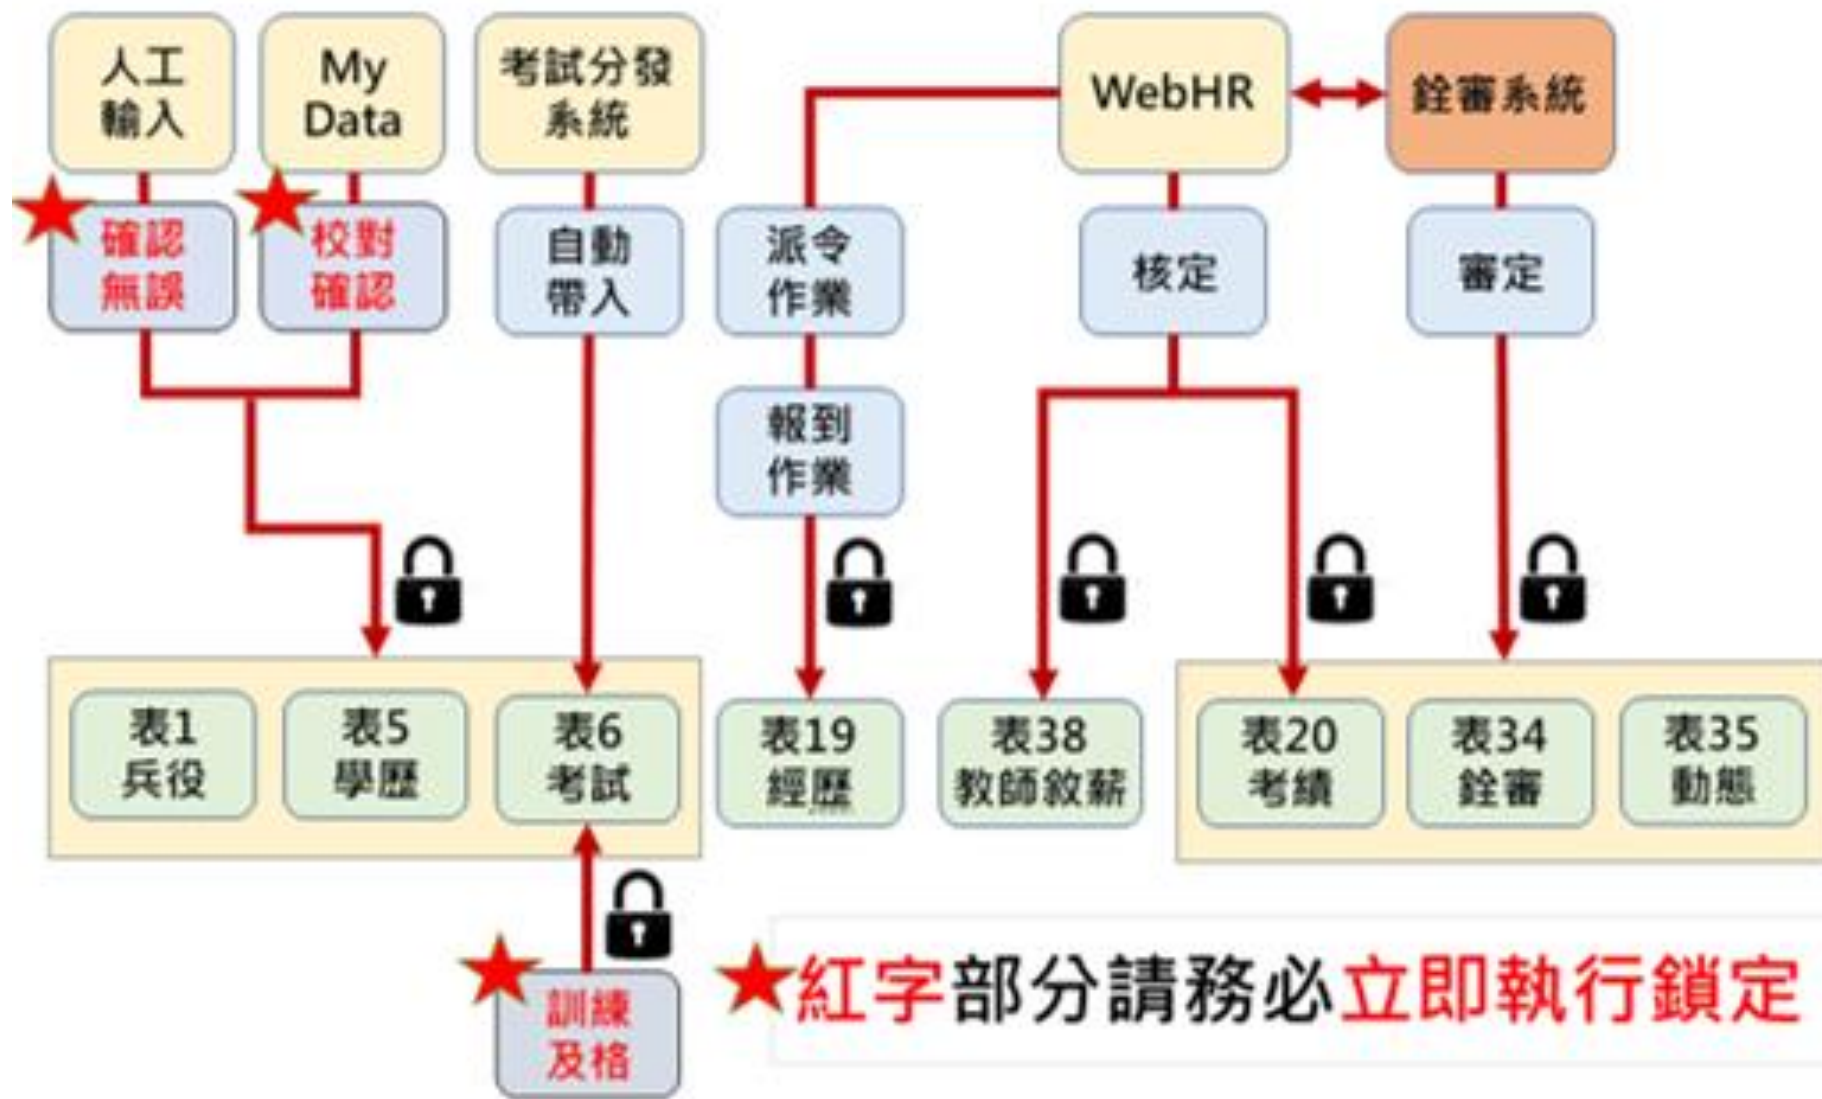 人工
輸入
My
Data
考試分發
系統
WebHR
銓審系統
確認
無誤
校對
確認
自動
帶入
派令
作業
核定
審定
報到
作業
表1
兵役
表5
學歷
表6
考試
表19
經歷
表38
教師敘薪
表20
考績
表34
銓審
表35
動態
訓練
及格
紅字部分請務必立即執行鎖定